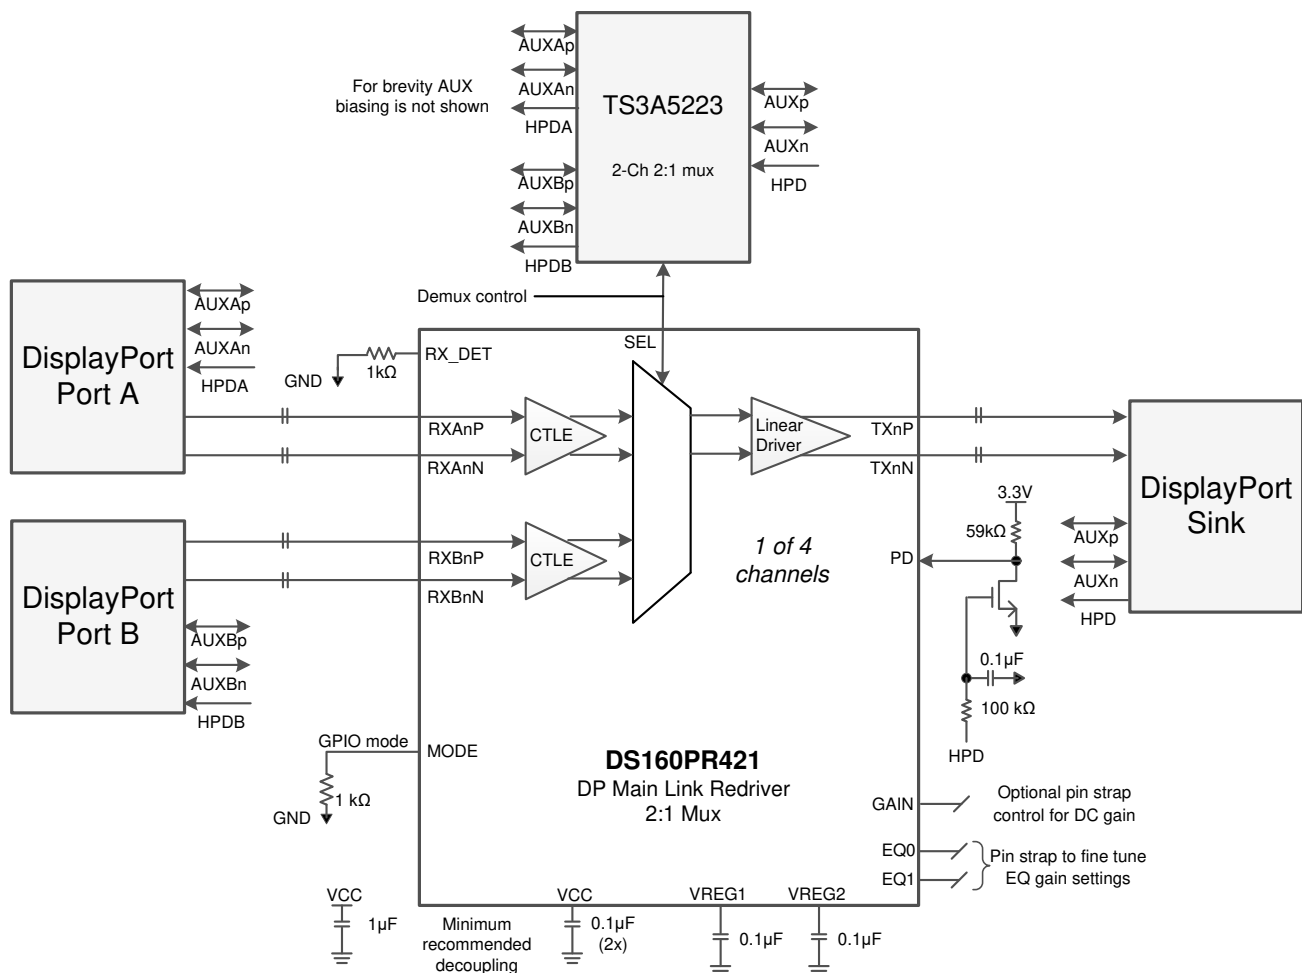 AUXAp
AUXAn
HPDA
AUXBp
AUXBn
HPDB
For brevity AUX
biasing is not shown
TS3A5223
2-Ch 2:1 mux
AUXp
AUXn
HPD
Demux control
DisplayPort
Port A
AUXAp
AUXAn
HPDA
GND
1kΩ
RX_DET
SEL
RXAnP
RXAnN
CTLE
Linear
Driver
TXnP
TXnN
DisplayPort
Port B
AUXBp
AUXBn
HPDB
RXBnP
RXBnN
CTLE
1 of 4
channels
3.3V
59kΩ
PD
0.1µF
100 kΩ
HPD
DisplayPort
Sink
AUXp
AUXn
HPD
GPIO mode
MODE
1 kΩ
GND
DS160PR421
DP Main Link Redriver
2:1 Mux
GAIN
Optional pin strap
control for DC gain
EQ0
EQ1
Pin strap to fine tune
EQ gain settings
VCC
1µF
Minimum
recommended
decoupling
VCC
0.1µF
(2x)
VREG1
0.1µF
VREG2
0.1µF